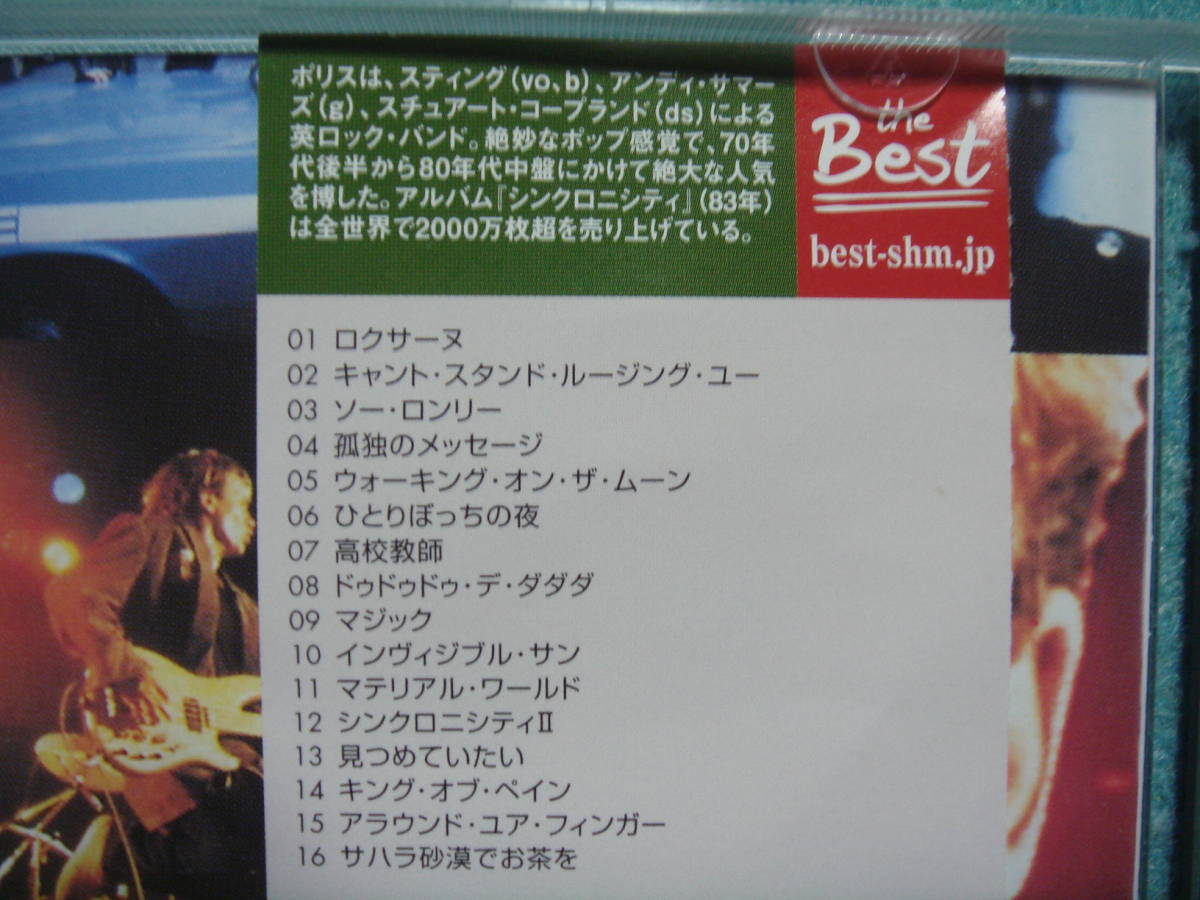 ポリスは、スティング(vo、b)、アンディ・サマー
ズ(g)、スチュアート・コープランド(ds)による
英ロック・バンド。絶妙なポップ感覚で、70年
代後半から80年代中盤にかけて絶大な人気
を博した。アルバム『シンクロニシティ』(83年)
は全世界で2000万枚超を売り上げている。
the
Best
best-shm.jp
01 ロクサーヌ
02 キャント・スタンド・ルージング・ユー
03 ソー・ロンリー
04 孤独のメッセージ
05 ウォーキング・オン・ザ・ムーン
06 ひとりぼっちの夜
07 高校教師
08 ドゥドゥドゥ・デ・ダダダ
09 マジック
10 インヴィジブル・サン
11 マテリアル・ワールド
12 シンクロニシティⅡ
13 見つめていたい
14 キング・オブ・ペイン
15 アラウンド・ユア・フィンガー
16 サハラ砂漠でお茶を